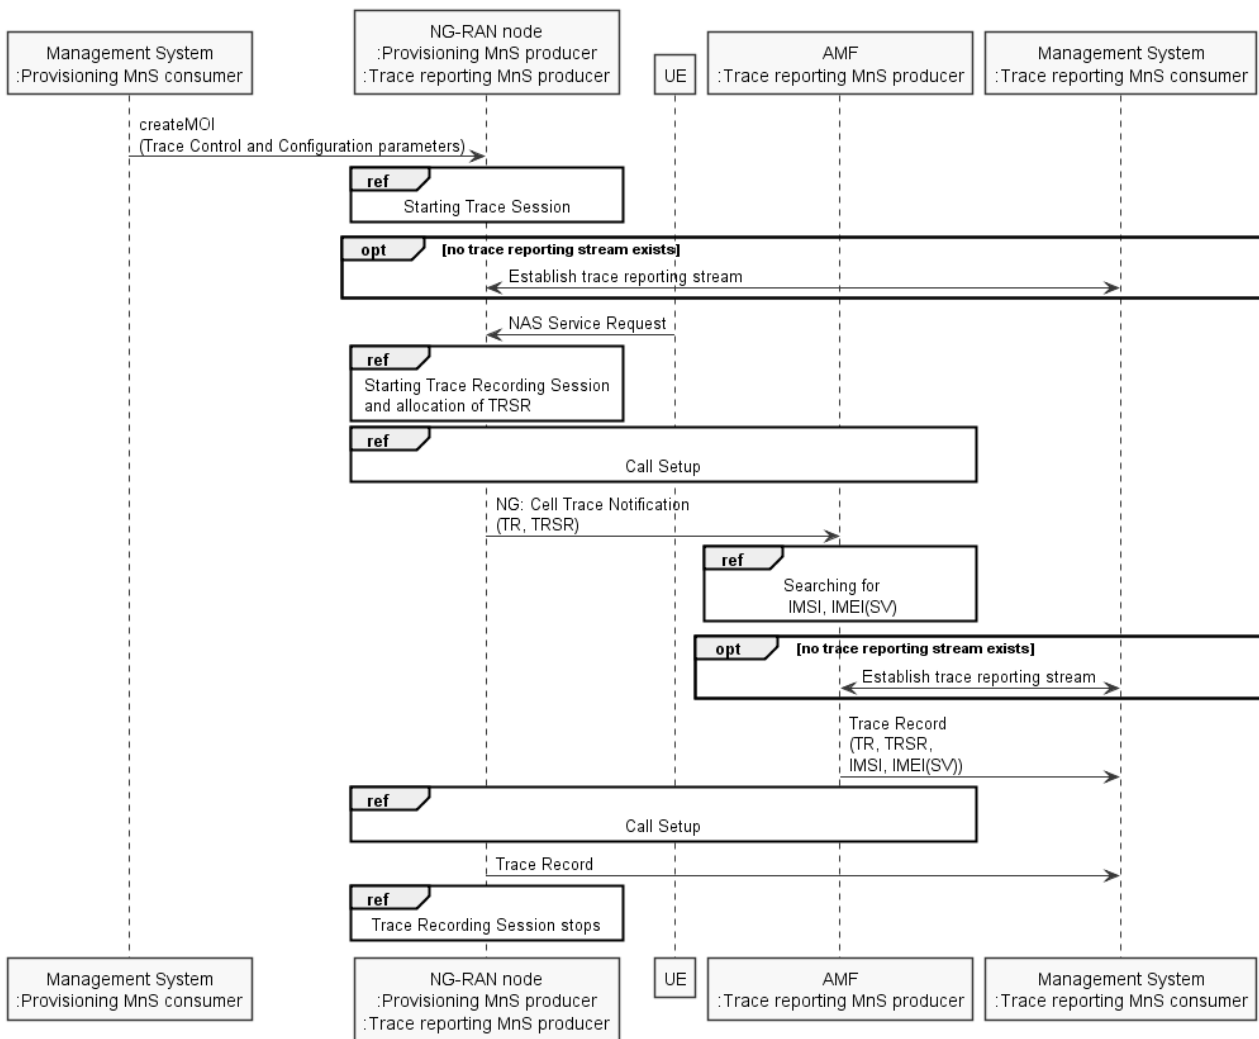 Management System
:Provisioning MnS consumer
NG-RAN node
:Provisioning MnS producer
:Trace reporting MnS producer
UE
AMF
:Trace reporting MnS producer
Management System
:Trace reporting MnS consumer
createMOI
(Trace Control and Configuration parameters)
ref
Starting Trace Session
opt
[no trace reporting stream exists]
Establish trace reporting stream
NAS Service Request
ref
Starting Trace Recording Session
and allocation of TRSR
ref
Call Setup
NG: Cell Trace Notification
(TR, TRSR)
ref
Searching for
IMSI, IMEI(SV)
opt
[no trace reporting stream exists]
Establish trace reporting stream
Trace Record
(TR, TRSR,
IMSI, IMEI(SV))
ref
Call Setup
Trace Record
ref
Trace Recording Session stops
Management System
:Provisioning MnS consumer
NG-RAN node
:Provisioning MnS producer
:Trace reporting MnS producer
UE
AMF
:Trace reporting MnS producer
Management System
:Trace reporting MnS consumer